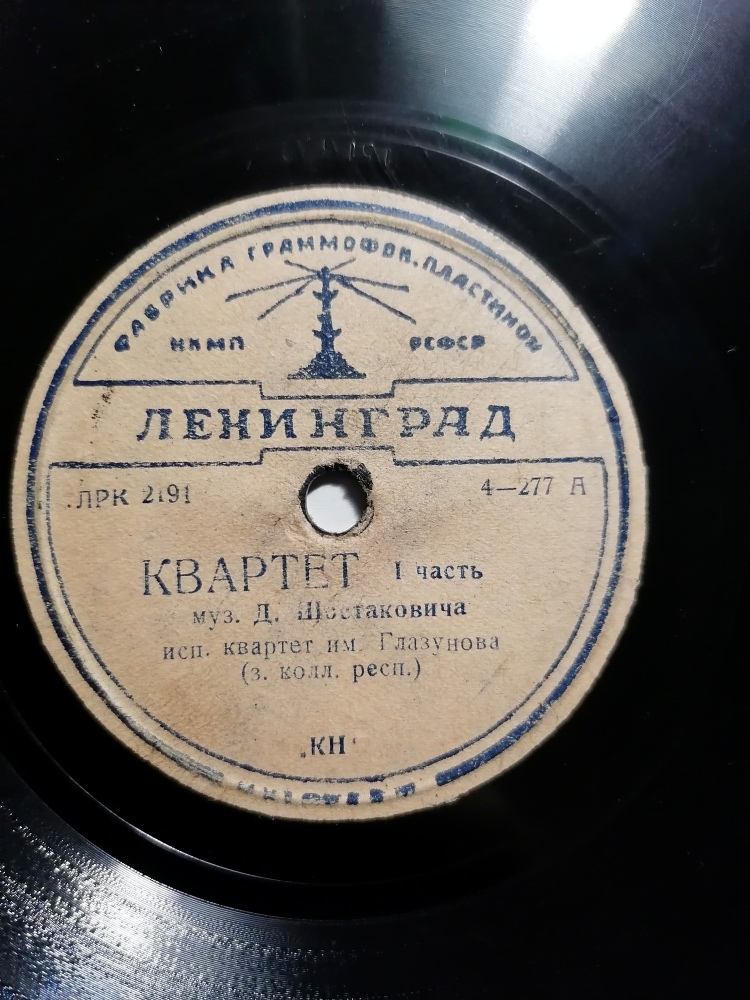 ФАБРИКА ГРАММОФОН. ПЛАСТИНОК
НКМП РСФСР
ЛЕНИНГРАД
ЛРК 2191 4—277 А
КВАРТЕТ I часть
муз. Д. Шостаковича
исп. квартет им. Глазунова
(з. колл. респ.)
КН